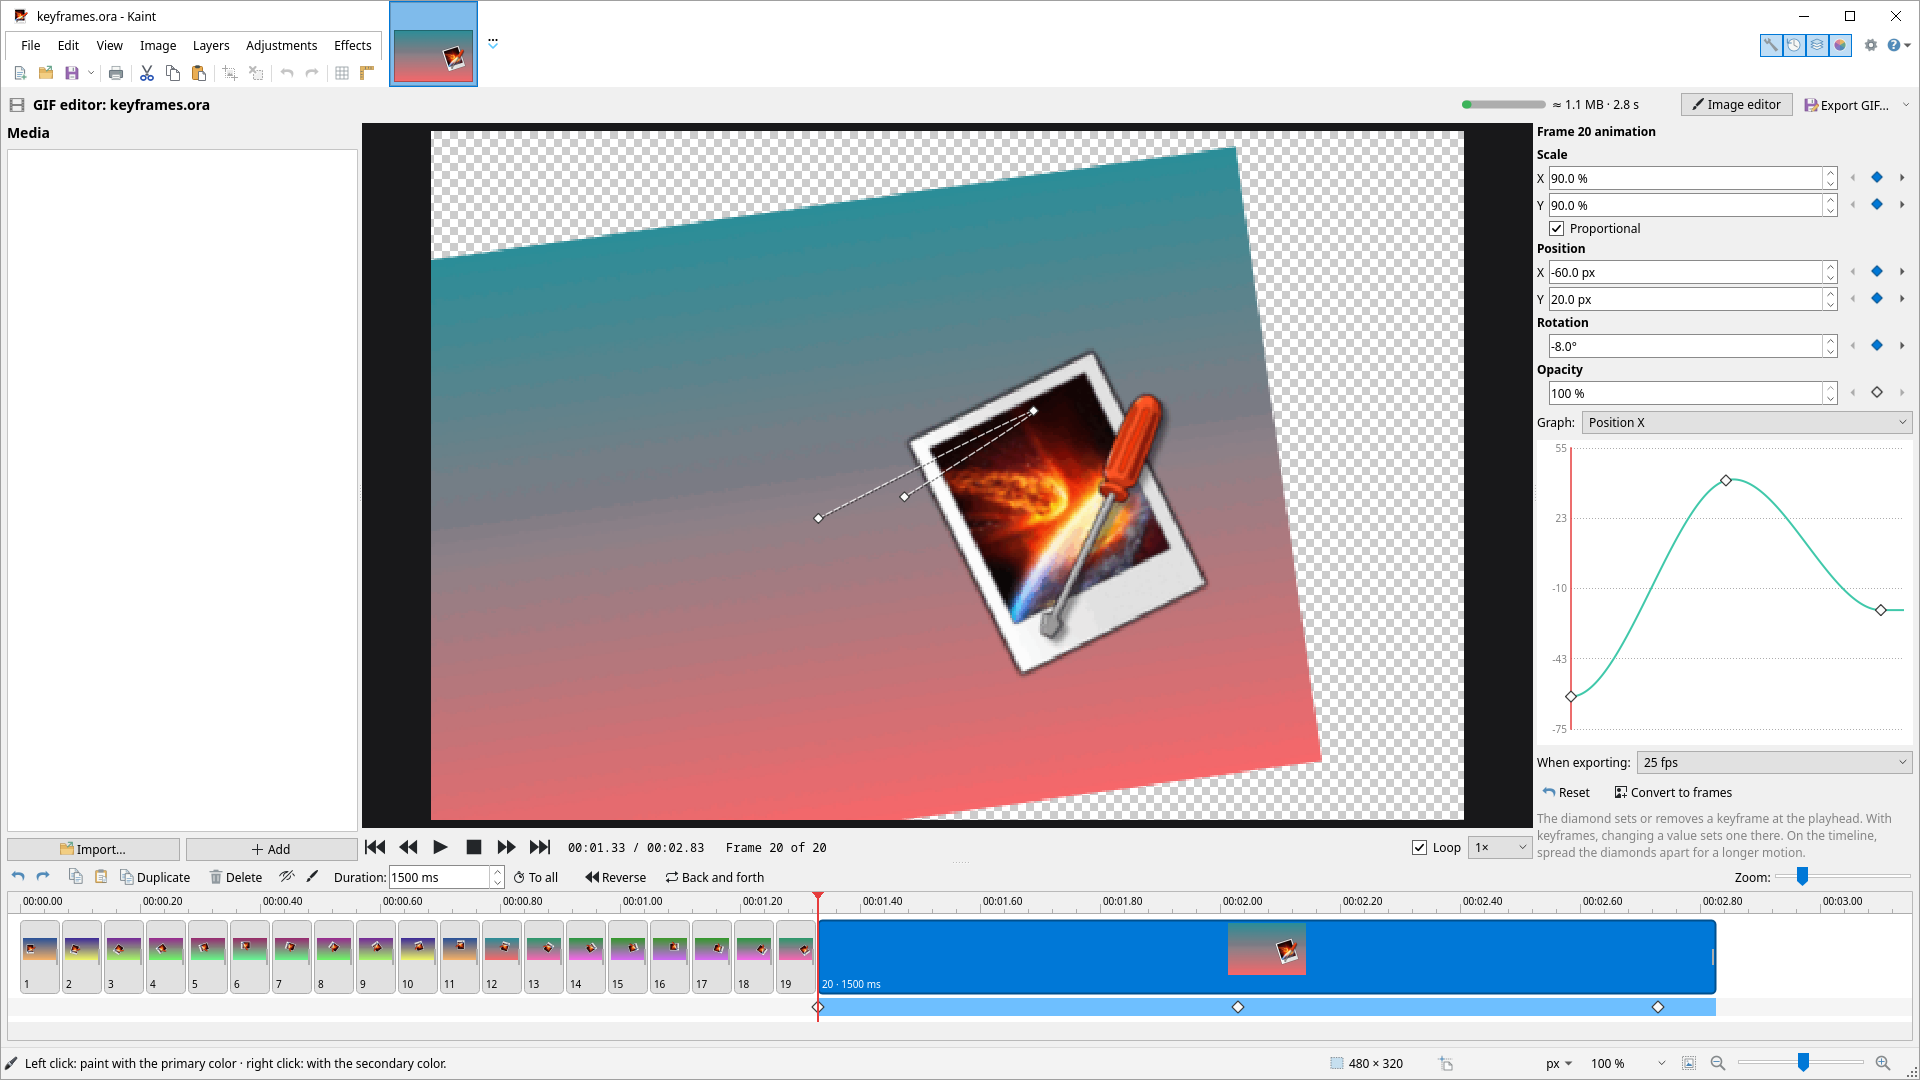 keyframes.ora - Kaint
File Edit View Image Layers Adjustments Effects
GIF editor: keyframes.ora
≈ 1.1 MB · 2.8 s
Image editor
Export GIF...
Media
Import...
Add
Frame 20 animation
Scale
X 90.0 %
Y 90.0 %
Proportional
Position
X -60.0 px
Y 20.0 px
Rotation
-8.0°
Opacity
100 %
Graph: Position X
55
23
-10
-43
-75
When exporting: 25 fps
Reset
Convert to frames
The diamond sets or removes a keyframe at the playhead. With
keyframes, changing a value sets one there. On the timeline,
spread the diamonds apart for a longer motion.
00:01.33 / 00:02.83 Frame 20 of 20
Loop 1×
Duplicate Delete Duration: 1500 ms To all Reverse Back and forth
Zoom:
00:00.00 00:00.20 00:00.40 00:00.60 00:00.80 00:01.00 00:01.20 00:01.40 00:01.60 00:01.80 00:02.00 00:02.20 00:02.40 00:02.60 00:02.80 00:03.00
1 2 3 4 5 6 7 8 9 10 11 12 13 14 15 16 17 18 19 20 · 1500 ms
Left click: paint with the primary color · right click: with the secondary color.
480 × 320
px
100 %